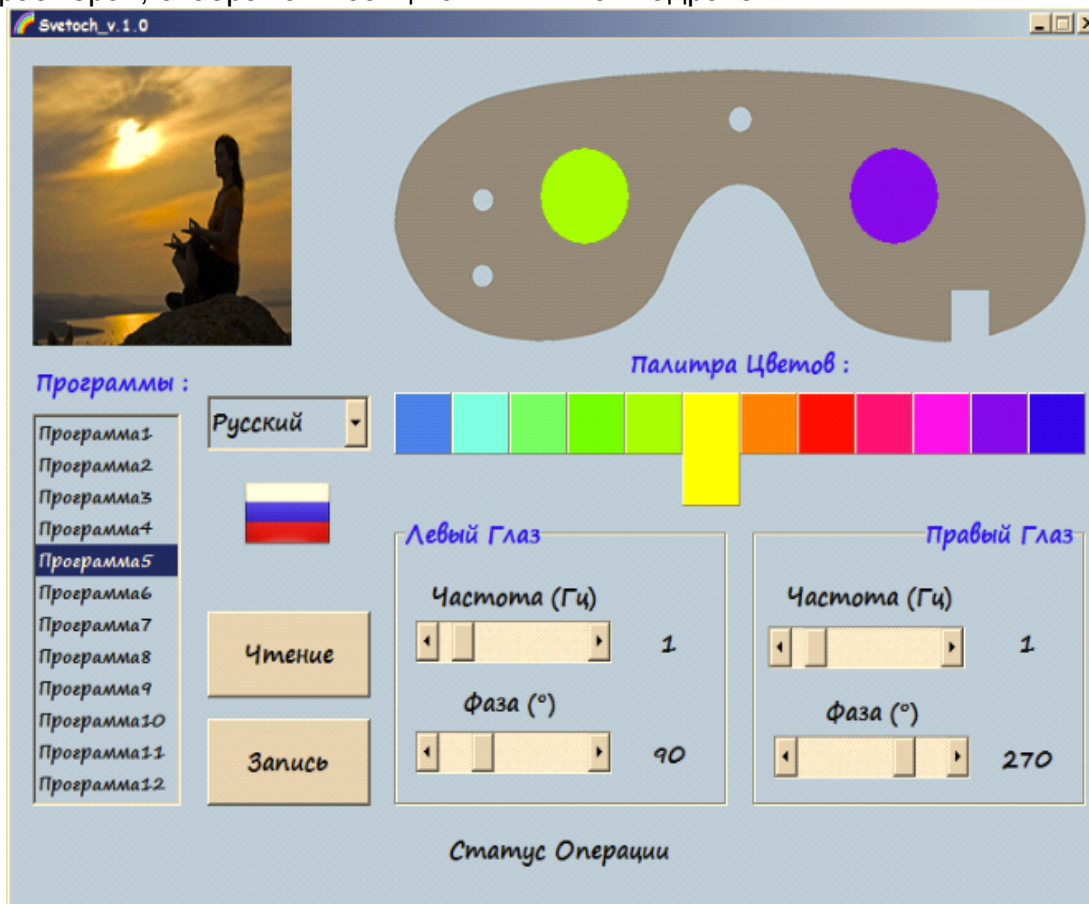 Svetoch_v.1.0
Палитра Цветов :
Программы :
Русский
Программа1
Программа2
Программа3
Программа4
Программа5
Программа6
Программа7
Программа8
Программа9
Программа10
Программа11
Программа12
Чтение
Запись
Левый Глаз
Частота (Гц)
1
Фаза (°)
90
Правый Глаз
Частота (Гц)
1
Фаза (°)
270
Статус Операции